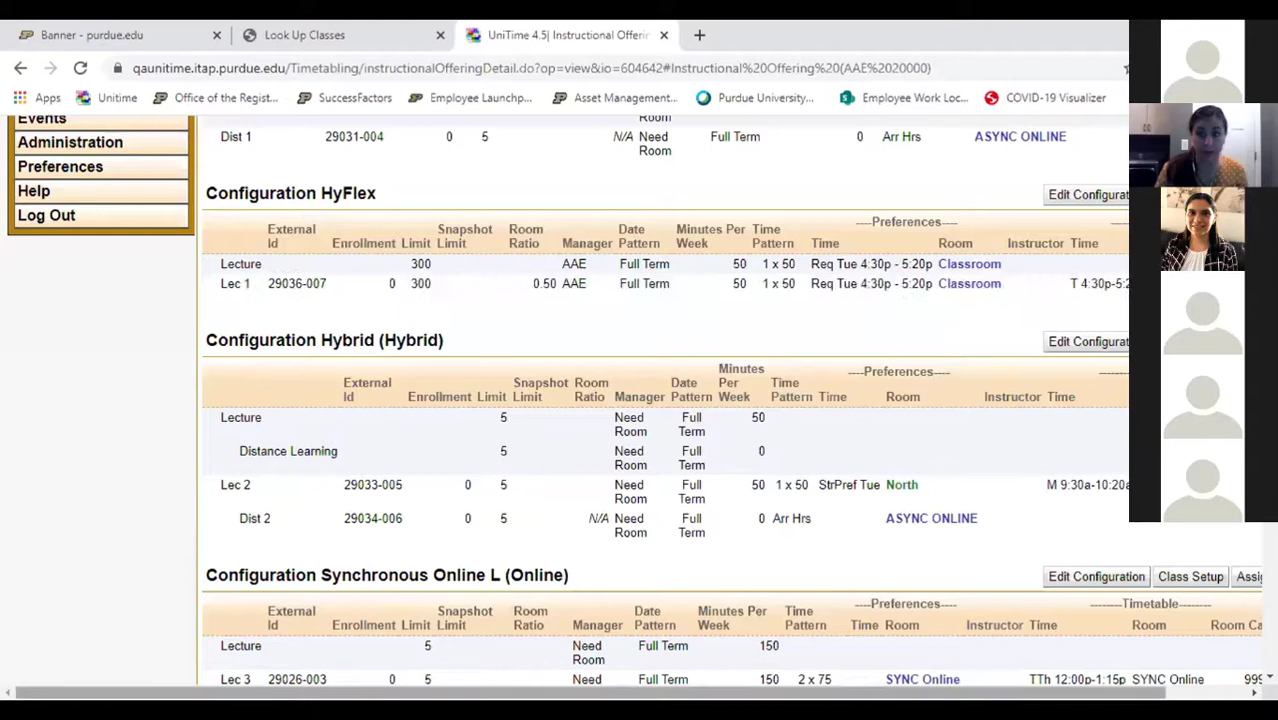 Banner - purdue.edu
Look Up Classes
UniTime 4.5| Instructional Offerin
qaunitime.itap.purdue.edu/Timetabling/instructionalOfferingDetail.do?op=view&io=604642#Instructional%20Offering%20(AAE%2020000)
Apps Unitime Office of the Regist... SuccessFactors Employee Launchp... Asset Management... Purdue University... Employee Work Loc... COVID-19 Visualizer
Events
Administration
Preferences
Help
Log Out
Room
Dist 1 29031-004 0 5 N/A Need Room Full Term 0 Arr Hrs ASYNC ONLINE
Configuration HyFlex Edit Configurat
External Id Enrollment Limit Snapshot Limit Room Ratio Manager Date Pattern Minutes Per Week Time Pattern ----Preferences---- Time Room Instructor Time
Lecture 300 AAE Full Term 50 1 x 50 Req Tue 4:30p - 5:20p Classroom
Lec 1 29036-007 0 300 0.50 AAE Full Term 50 1 x 50 Req Tue 4:30p - 5:20p Classroom T 4:30p-5:2
Configuration Hybrid (Hybrid) Edit Configurat
External Id Enrollment Limit Snapshot Limit Room Ratio Manager Date Pattern Minutes Per Week Time Pattern ----Preferences---- Time Room Instructor Time
Lecture 5 Need Room Full Term 50
Distance Learning 5 Need Room Full Term 0
Lec 2 29033-005 0 5 Need Room Full Term 50 1 x 50 StrPref Tue North M 9:30a-10:20a
Dist 2 29034-006 0 5 N/A Need Room Full Term 0 Arr Hrs ASYNC ONLINE
Configuration Synchronous Online L (Online) Edit Configuration Class Setup Assig
External Id Enrollment Limit Snapshot Limit Room Ratio Manager Date Pattern Minutes Per Week Time Pattern ----Preferences---- Time Room Instructor --------Timetable-------- Time Room Room Ca
Lecture 5 Need Room Full Term 150
Lec 3 29026-003 0 5 Need Full Term 150 2 x 75 SYNC Online TTh 12:00p-1:15p SYNC Online 999